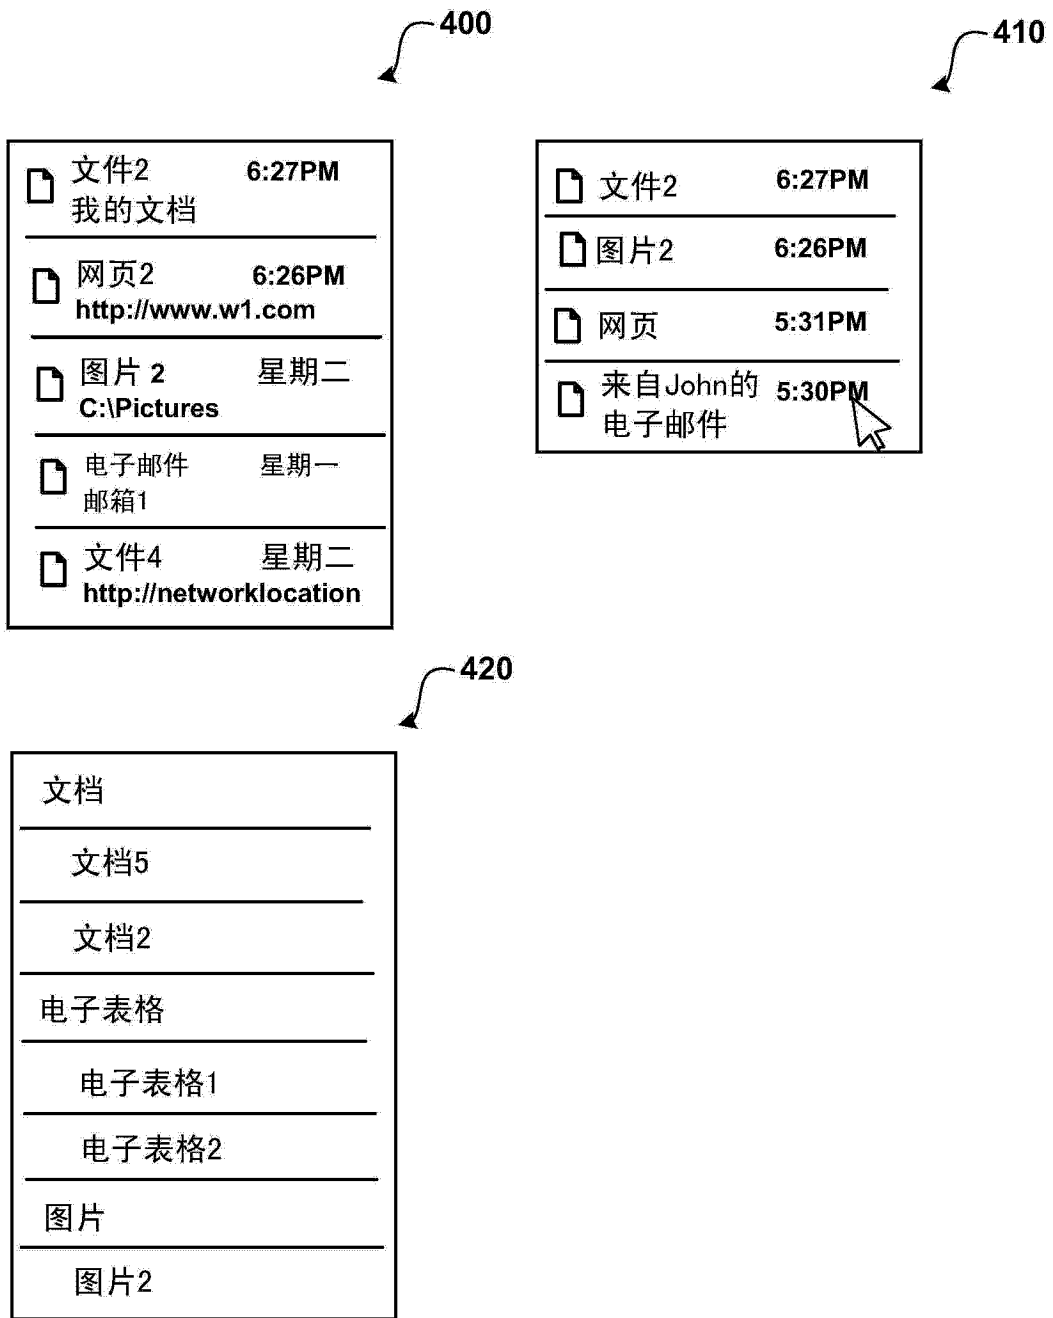 400
文件2 6:27PM
我的文档
网页2 6:26PM
http://www.w1.com
图片 2 星期二
C:\Pictures
电子邮件 星期一
邮箱1
文件4 星期二
http://networklocation
410
文件2 6:27PM
图片2 6:26PM
网页 5:31PM
来自John的 5:30PM
电子邮件
420
文档
文档5
文档2
电子表格
电子表格1
电子表格2
图片
图片2